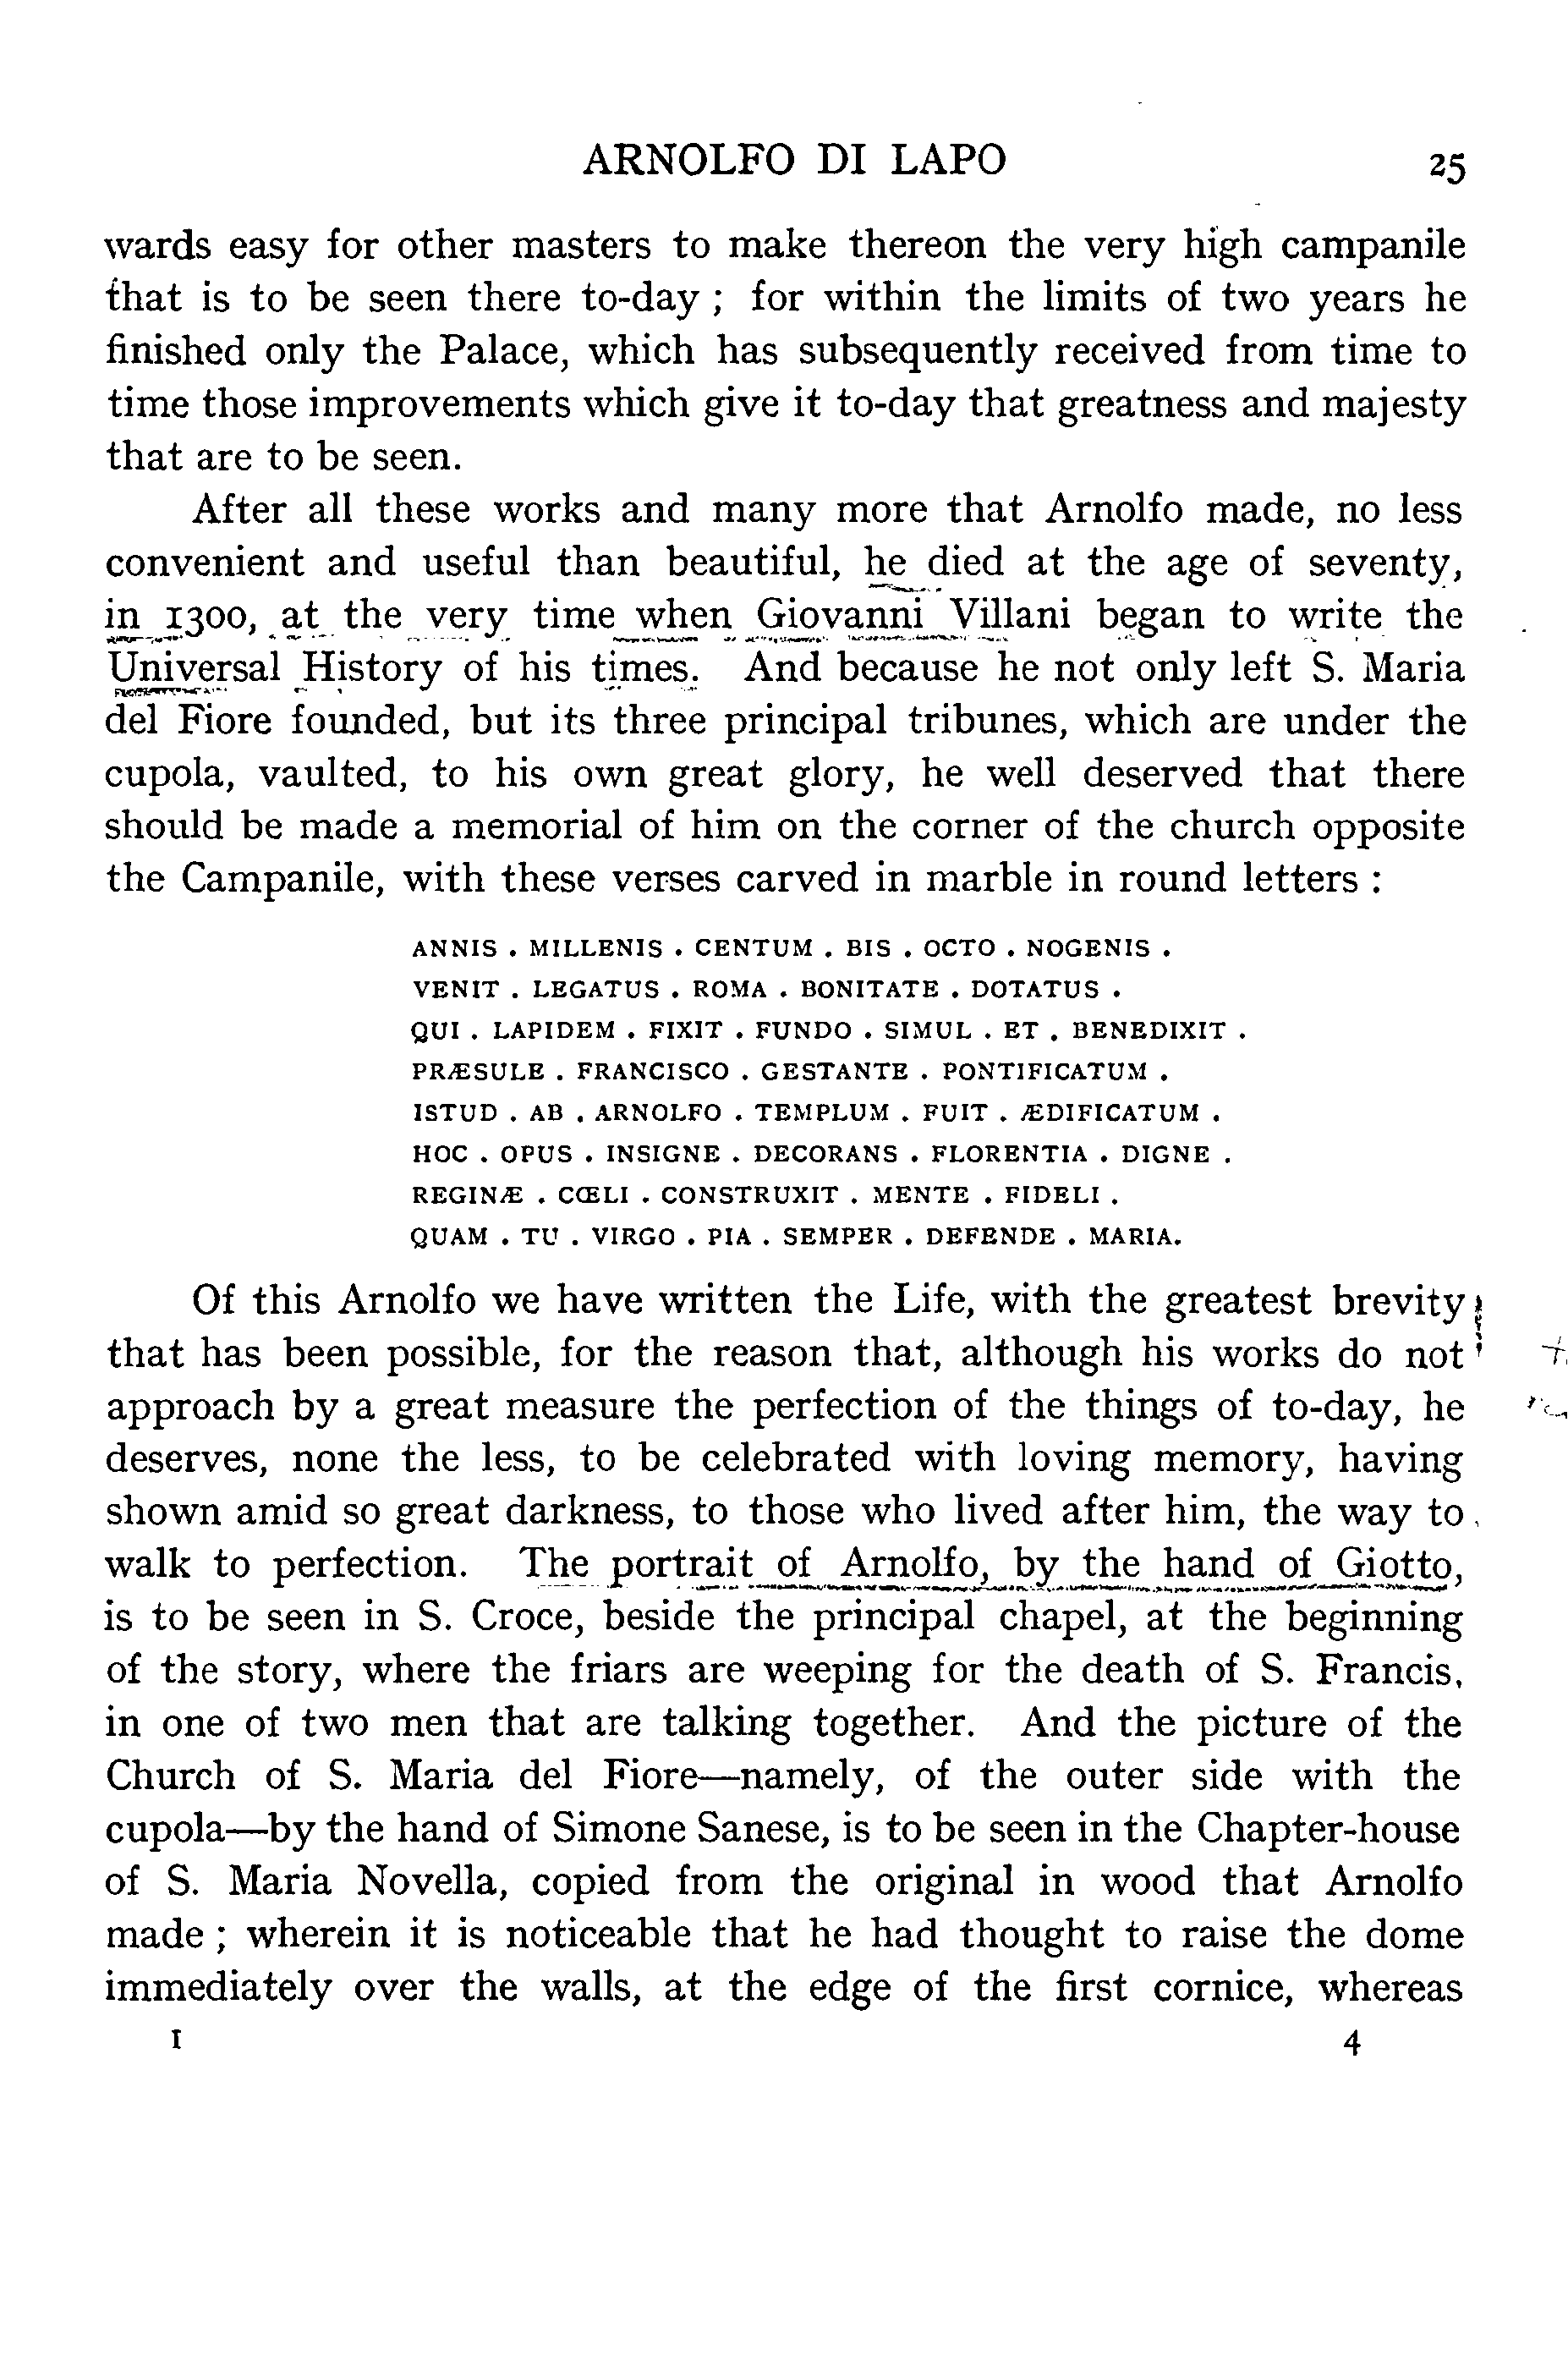 ARNOLFO DI LAPO 25
wards easy for other masters to make thereon the very high campanile
that is to be seen there to-day ; for within the limits of two years he
finished only the Palace, which has subsequently received from time to
time those improvements which give it to-day that greatness and majesty
that are to be seen.
After all these works and many more that Arnolfo made, no less
convenient and useful than beautiful, he died at the age of seventy,
in 1300, at the very time when Giovanni Villani began to write the
Universal History of his times. And because he not only left S. Maria
del Fiore founded, but its three principal tribunes, which are under the
cupola, vaulted, to his own great glory, he well deserved that there
should be made a memorial of him on the corner of the church opposite
the Campanile, with these verses carved in marble in round letters :
ANNIS . MILLENIS . CENTUM . BIS . OCTO . NOGENIS .
VENIT . LEGATUS . ROMA . BONITATE . DOTATUS .
QUI . LAPIDEM . FIXIT . FUNDO . SIMUL . ET . BENEDIXIT .
PRÆSULE . FRANCISCO . GESTANTE . PONTIFICATUM .
ISTUD . AB . ARNOLFO . TEMPLUM . FUIT . ÆDIFICATUM .
HOC . OPUS . INSIGNE . DECORANS . FLORENTIA . DIGNE .
REGINÆ . CŒLI . CONSTRUXIT . MENTE . FIDELI .
QUAM . TU . VIRGO . PIA . SEMPER . DEFENDE . MARIA.
Of this Arnolfo we have written the Life, with the greatest brevity
that has been possible, for the reason that, although his works do not
approach by a great measure the perfection of the things of to-day, he
deserves, none the less, to be celebrated with loving memory, having
shown amid so great darkness, to those who lived after him, the way to
walk to perfection. The portrait of Arnolfo, by the hand of Giotto,
is to be seen in S. Croce, beside the principal chapel, at the beginning
of the story, where the friars are weeping for the death of S. Francis,
in one of two men that are talking together. And the picture of the
Church of S. Maria del Fiore—namely, of the outer side with the
cupola—by the hand of Simone Sanese, is to be seen in the Chapter-house
of S. Maria Novella, copied from the original in wood that Arnolfo
made ; wherein it is noticeable that he had thought to raise the dome
immediately over the walls, at the edge of the first cornice, whereas
I 4